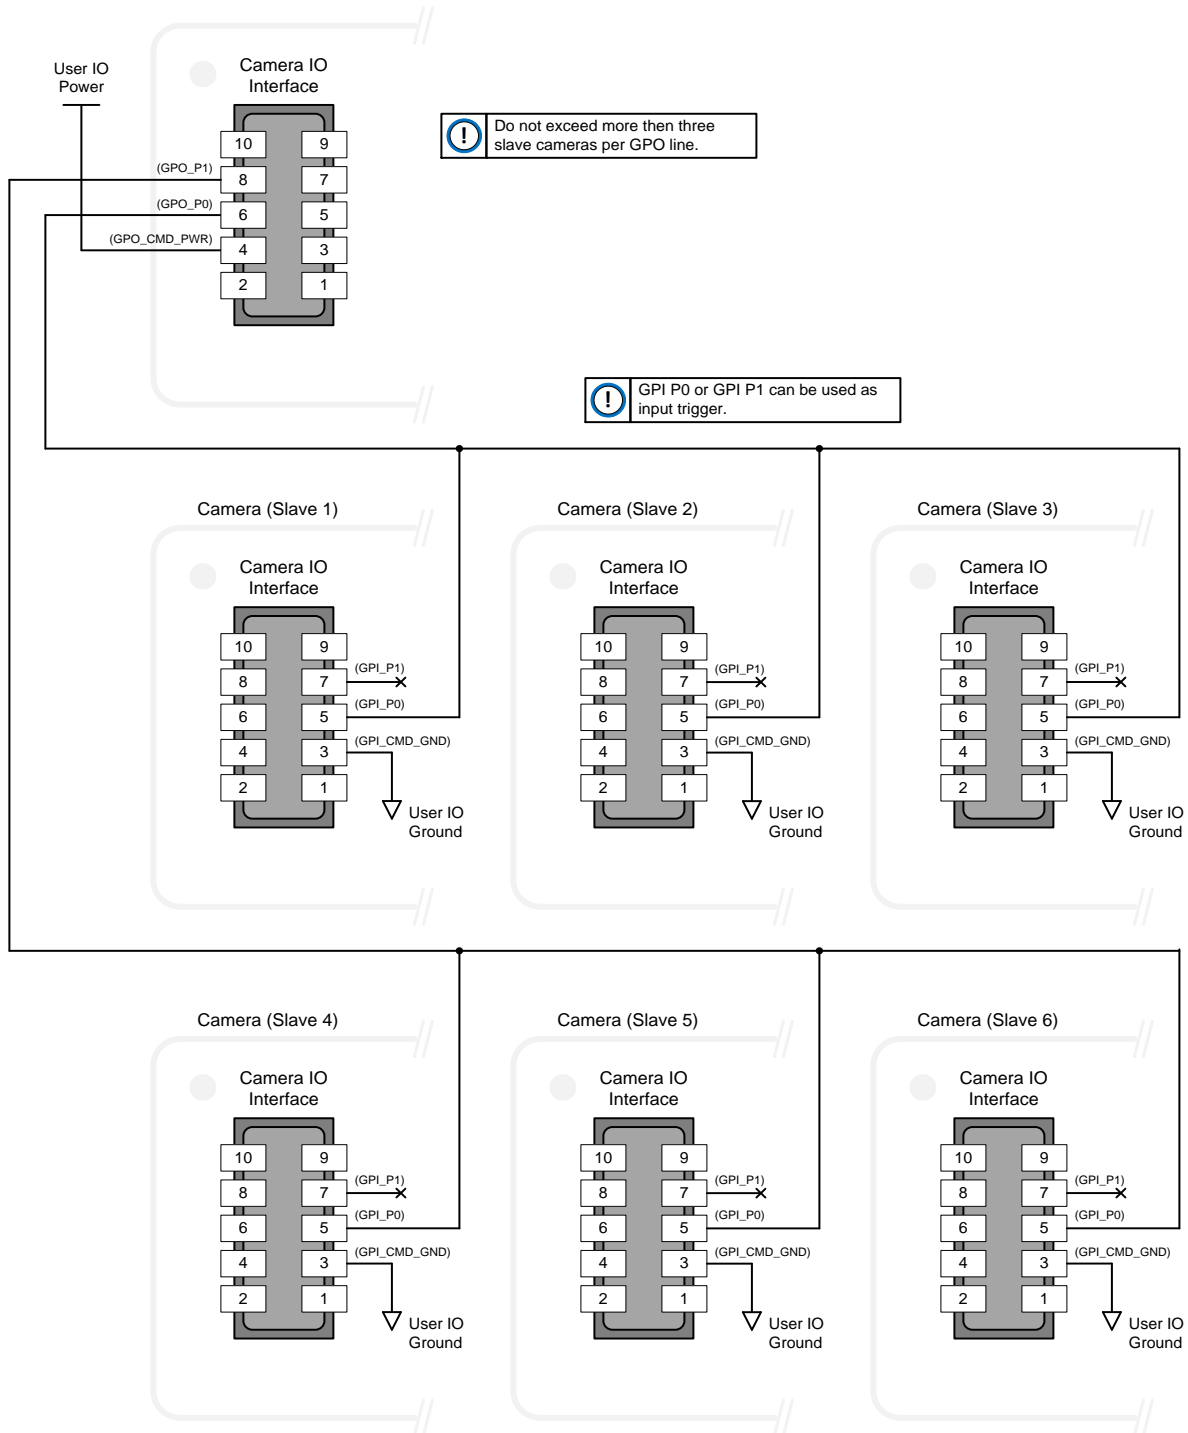 User IO
Power
Camera IO
Interface
Do not exceed more then three
slave cameras per GPO line.
10 9
(GPO_P1) 8 7
(GPO_P0) 6 5
(GPO_CMD_PWR) 4 3
2 1
GPI P0 or GPI P1 can be used as
input trigger.
Camera (Slave 1)
Camera IO
Interface
10 9
8 7 (GPI_P1)
6 5 (GPI_P0)
4 3 (GPI_CMD_GND)
2 1
User IO
Ground
Camera (Slave 2)
Camera IO
Interface
10 9
8 7 (GPI_P1)
6 5 (GPI_P0)
4 3 (GPI_CMD_GND)
2 1
User IO
Ground
Camera (Slave 3)
Camera IO
Interface
10 9
8 7 (GPI_P1)
6 5 (GPI_P0)
4 3 (GPI_CMD_GND)
2 1
User IO
Ground
Camera (Slave 4)
Camera IO
Interface
10 9
8 7 (GPI_P1)
6 5 (GPI_P0)
4 3 (GPI_CMD_GND)
2 1
User IO
Ground
Camera (Slave 5)
Camera IO
Interface
10 9
8 7 (GPI_P1)
6 5 (GPI_P0)
4 3 (GPI_CMD_GND)
2 1
User IO
Ground
Camera (Slave 6)
Camera IO
Interface
10 9
8 7 (GPI_P1)
6 5 (GPI_P0)
4 3 (GPI_CMD_GND)
2 1
User IO
Ground